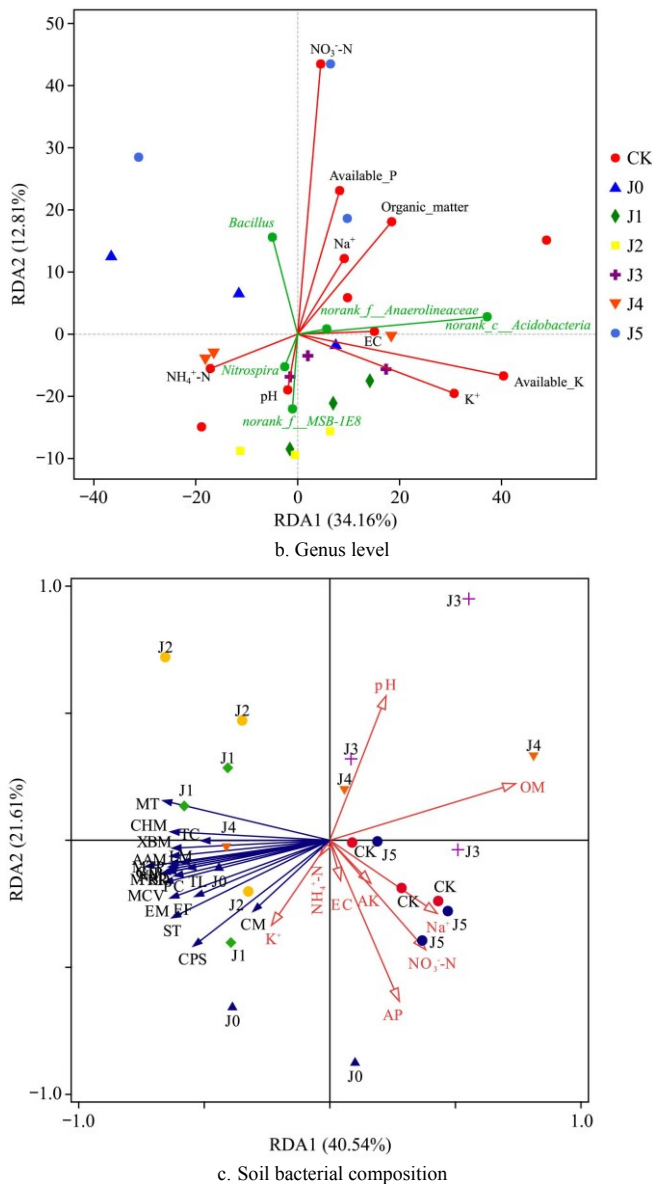 50
40
30
20
10
0
−20
−10
RDA2 (12.81%)
NO₃⁻-N
Available_P
Organic_matter
Bacillus
Na⁺
norank_f__Anaerolineaceae
norank_c__Acidobacteria
EC
NH₄⁺-N
Nitrospira
pH
Available_K
K⁺
norank_f__MSB-1E8
CK
J0
J1
J2
J3
J4
J5
−40
−20
0
20
40
RDA1 (34.16%)
b. Genus level
1.0
RDA2 (21.61%)
-1.0
J3
J2
pH
J2
J1
J3
J4
J4
OM
MT
J1
CHM
TC
J4
XBM
CK
J5
J3
AAM
PC
TL
J0
NH₄⁺-N
EC
AK
CK
CK
MCV
EF
J2
EM
CM
Na⁺
J5
ST
K⁺
J5
CPS
J1
NO₃⁻-N
J0
AP
J0
-1.0
1.0
RDA1 (40.54%)
c. Soil bacterial composition